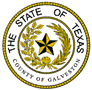 THE STATE OF TEXAS
COUNTY OF GALVESTON